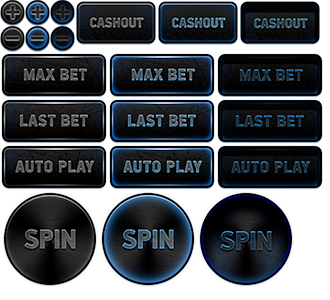 CASHOUT CASHOUT CASHOUT
MAX BET MAX BET MAX BET
LAST BET LAST BET LAST BET
AUTO PLAY AUTO PLAY AUTO PLAY
SPIN SPIN SPIN